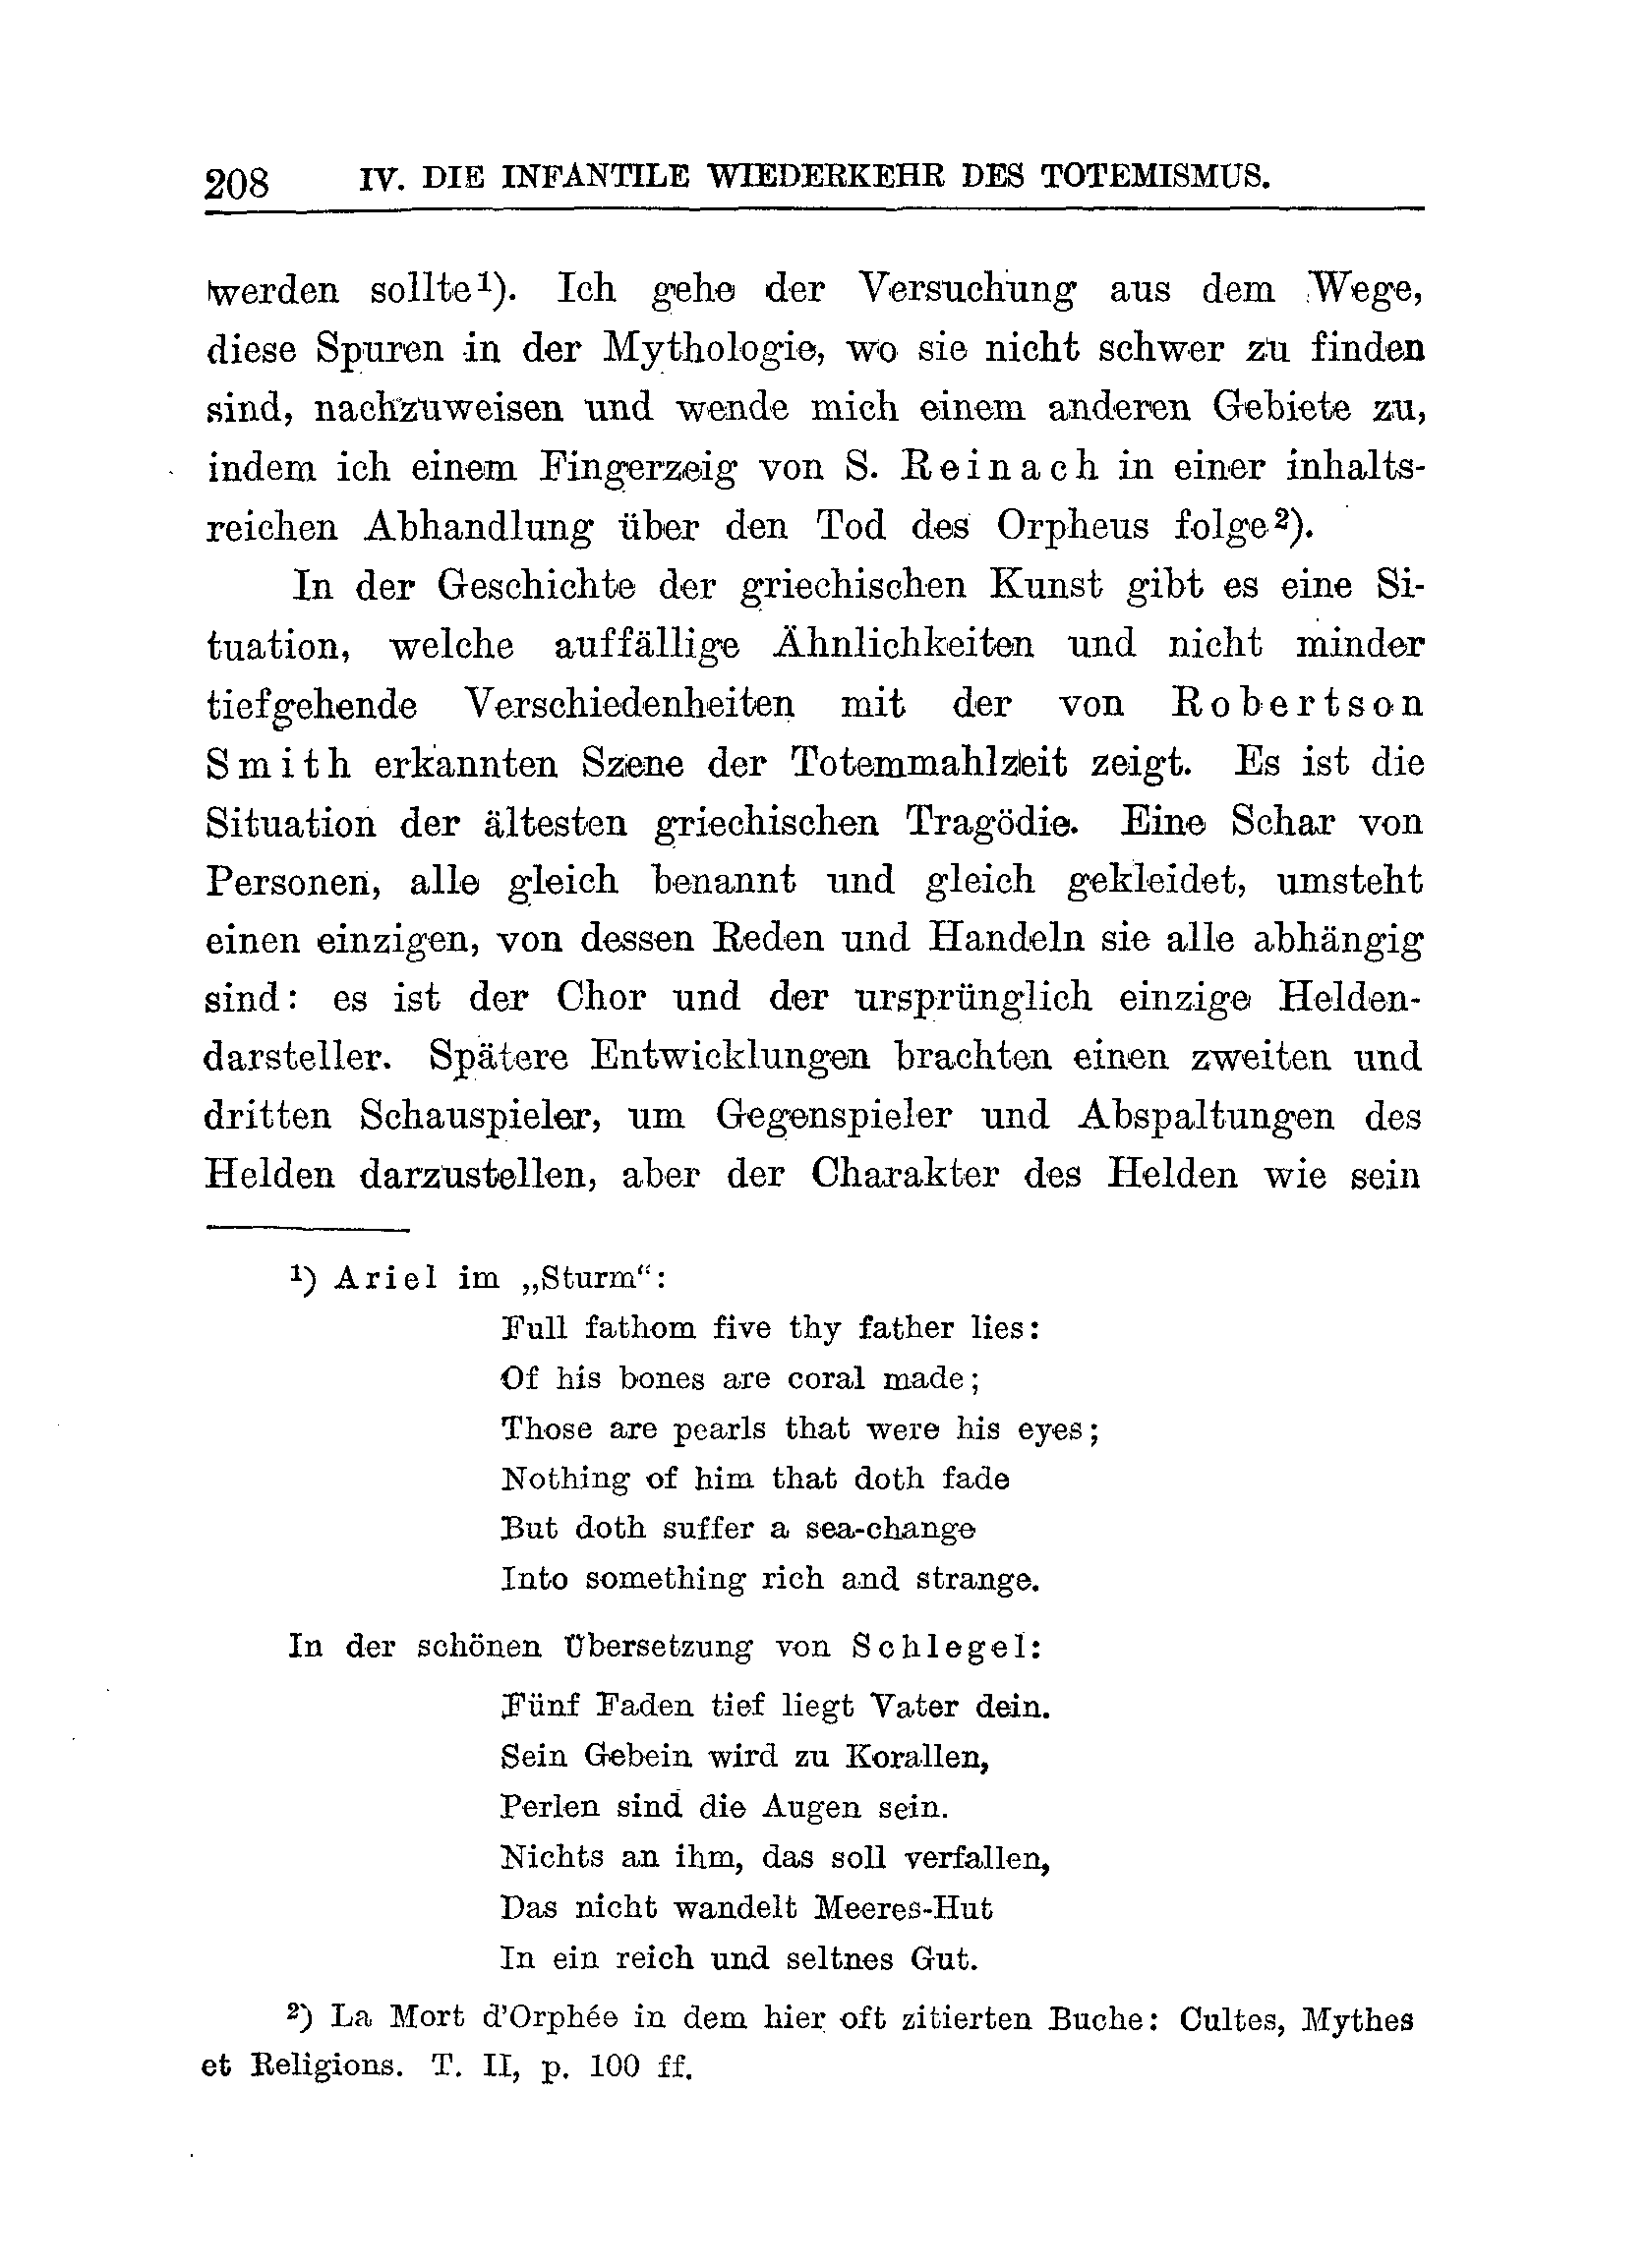 208 IV. DIE INFANTILE WIEDERKEHR DES TOTEMISMUS.
werden sollte¹). Ich gehe der Versuchung aus dem Wege,
diese Spuren in der Mythologie, wo sie nicht schwer zu finden
sind, nachzuweisen und wende mich einem anderen Gebiete zu,
indem ich einem Fingerzeig von S. Reinach in einer inhalts-
reichen Abhandlung über den Tod des Orpheus folge²).
In der Geschichte der griechischen Kunst gibt es eine Si-
tuation, welche auffällige Ähnlichkeiten und nicht minder
tiefgehende Verschiedenheiten mit der von Robertson
Smith erkannten Szene der Totemmahlzeit zeigt. Es ist die
Situation der ältesten griechischen Tragödie. Eine Schar von
Personen, alle gleich benannt und gleich gekleidet, umsteht
einen einzigen, von dessen Reden und Handeln sie alle abhängig
sind: es ist der Chor und der ursprünglich einzige Helden-
darsteller. Spätere Entwicklungen brachten einen zweiten und
dritten Schauspieler, um Gegenspieler und Abspaltungen des
Helden darzustellen, aber der Charakter des Helden wie sein
¹) Ariel im „Sturm“:
Full fathom five thy father lies:
Of his bones are coral made;
Those are pearls that were his eyes;
Nothing of him that doth fade
But doth suffer a sea-change
Into something rich and strange.
In der schönen Übersetzung von Schlegel:
Fünf Faden tief liegt Vater dein.
Sein Gebein wird zu Korallen,
Perlen sind die Augen sein.
Nichts an ihm, das soll verfallen,
Das nicht wandelt Meeres-Hut
In ein reich und seltnes Gut.
²) La Mort d'Orphée in dem hier oft zitierten Buche: Cultes, Mythes
et Religions. T. II, p. 100 ff.